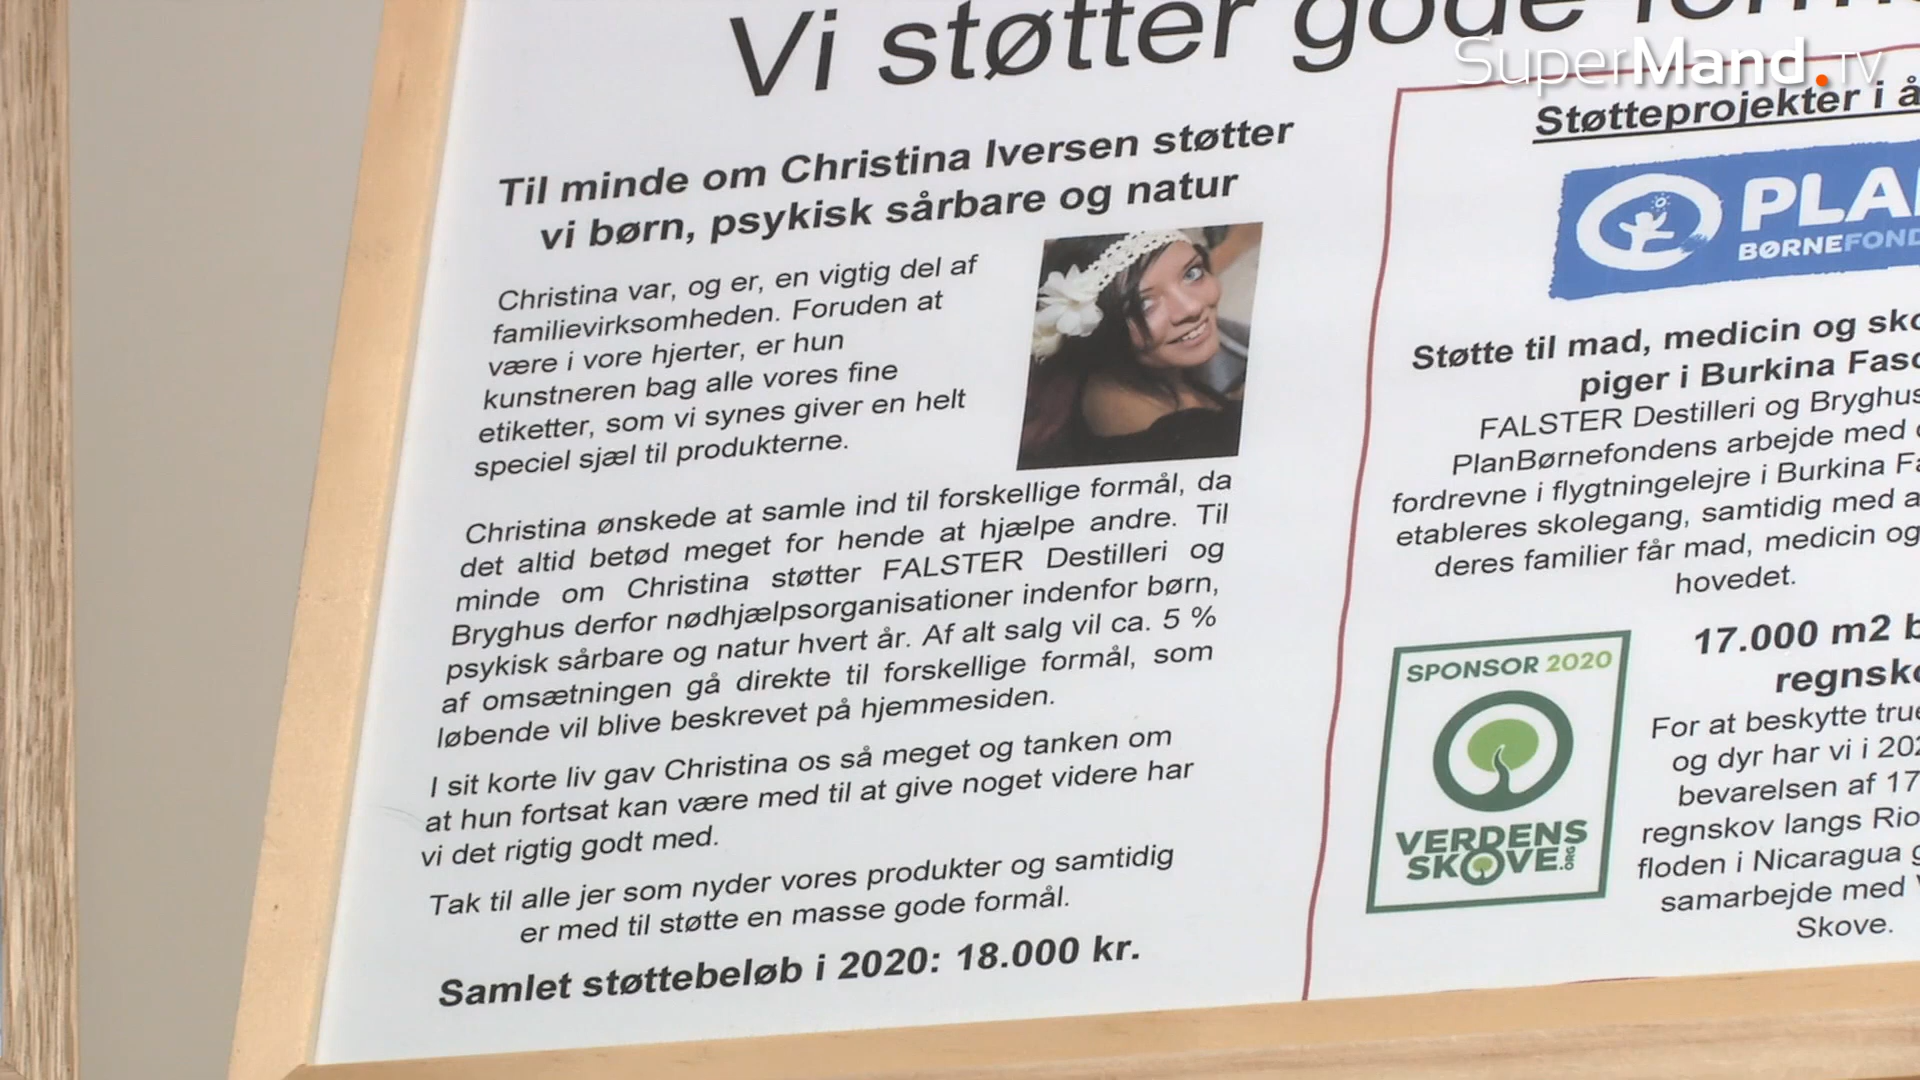 Vi støtter gode
SuperMand.TV
Til minde om Christina Iversen støtter
vi børn, psykisk sårbare og natur
Christina var, og er, en vigtig del af
familievirksomheden. Foruden at
være i vore hjerter, er hun
kunstneren bag alle vores fine
etiketter, som vi synes giver en helt
speciel sjæl til produkterne.
Christina ønskede at samle ind til forskellige formål, da
det altid betød meget for hende at hjælpe andre. Til
minde om Christina støtter FALSTER Destilleri og
Bryghus derfor nødhjælpsorganisationer indenfor børn,
psykisk sårbare og natur hvert år. Af alt salg vil ca. 5 %
af omsætningen gå direkte til forskellige formål, som
løbende vil blive beskrevet på hjemmesiden.
I sit korte liv gav Christina os så meget og tanken om
at hun fortsat kan være med til at give noget videre har
vi det rigtig godt med.
Tak til alle jer som nyder vores produkter og samtidig
er med til støtte en masse gode formål.
Samlet støttebeløb i 2020: 18.000 kr.
Støtteprojekter i å
PLA
BØRNEFOND
Støtte til mad, medicin og sko
piger i Burkina Faso
FALSTER Destilleri og Bryghus
PlanBørnefondens arbejde med
fordrevne i flygtningelejre i Burkina Fa
etableres skolegang, samtidig med a
deres familier får mad, medicin og
hovedet.
17.000 m2 b
regnsko
SPONSOR 2020
VERDENS
SKOVE.ORG
For at beskytte true
og dyr har vi i 202
bevarelsen af 17
regnskov langs Rio
floden i Nicaragua g
samarbejde med V
Skove.